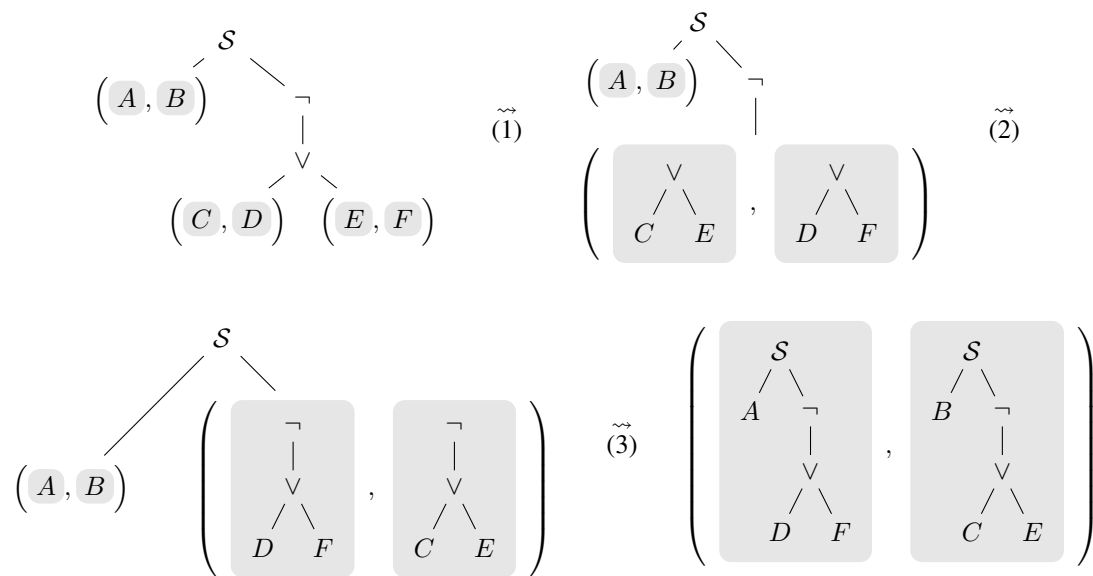 𝒮
(A, B)
¬
∨
(C, D) (E, F)
⇝
(1)
𝒮
(A, B)
¬
( ∨ , ∨ )
C E D F
⇝
(2)
𝒮
(A, B)
( ¬ , ¬ )
∨ ∨
D F C E
⇝
(3)
( 𝒮 , 𝒮 )
A ¬ B ¬
∨ ∨
D F C E